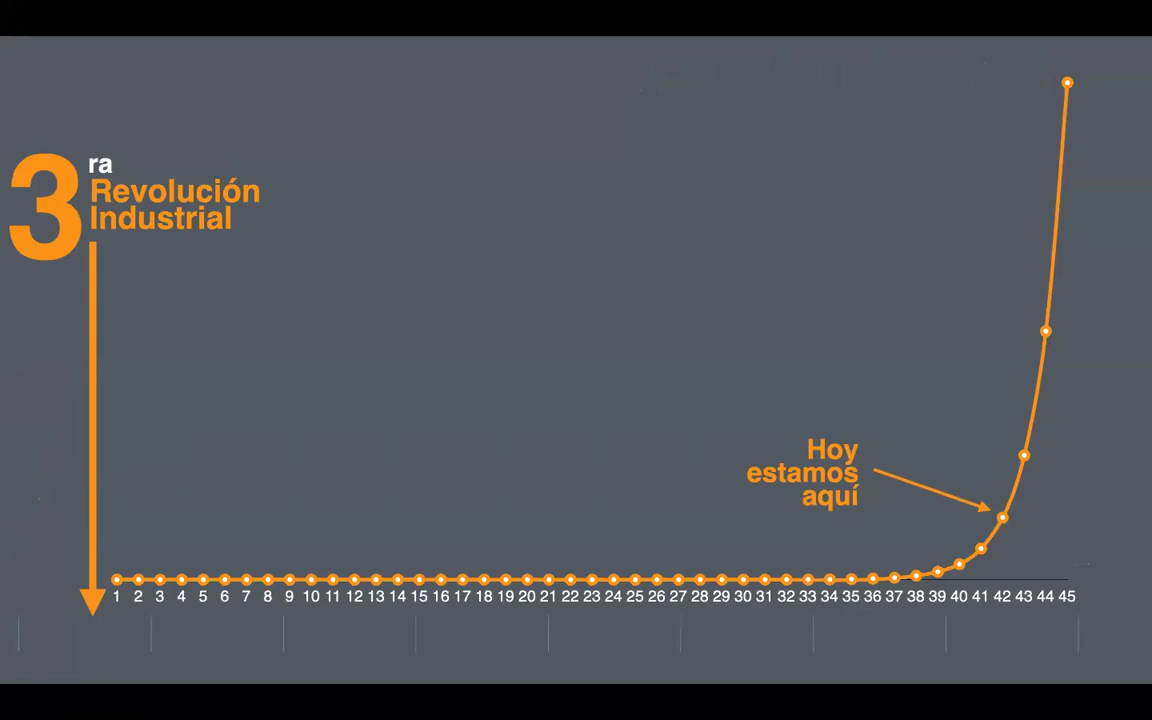 3ra
Revolución
Industrial
Hoy
estamos
aquí
1 2 3 4 5 6 7 8 9 10 11 12 13 14 15 16 17 18 19 20 21 22 23 24 25 26 27 28 29 30 31 32 33 34 35 36 37 38 39 40 41 42 43 44 45